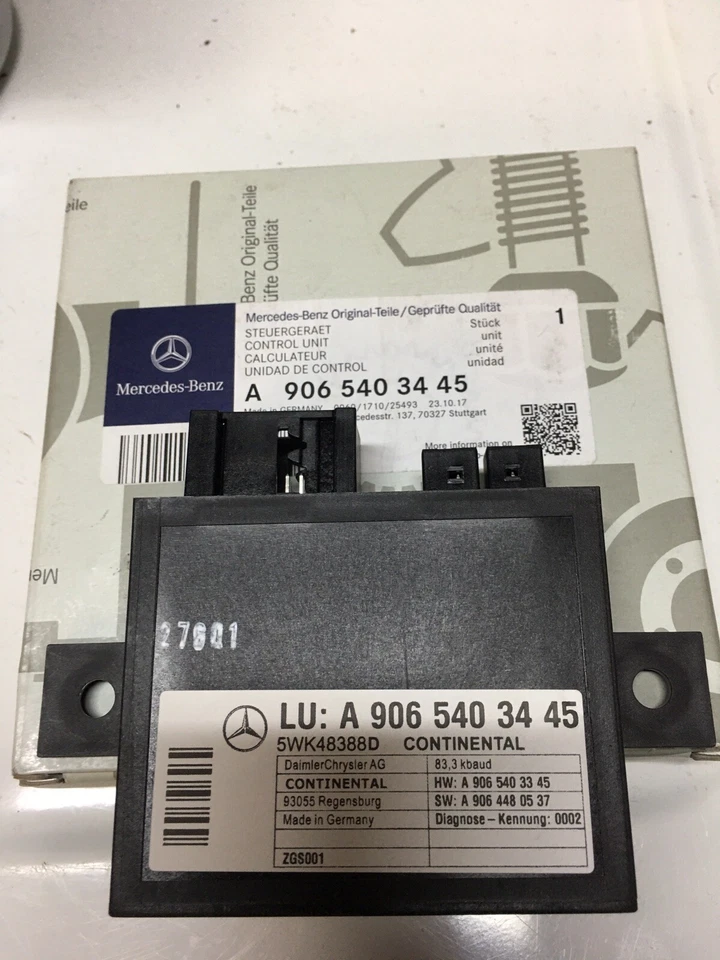 eile
Benz Original-Teile
üfte Qualität
Mercedes-Benz Original-Teile/Geprüfte Qualität
STEUERGERAET Stück
CONTROL UNIT unit
CALCULATEUR unité
UNIDAD DE CONTROL unidad
1
Mercedes-Benz
A 906 540 34 45
Made in GERMANY 23.10.17
137, 70327 Stuttgart
More information on
Mer
27601
LU: A 906 540 34 45
5WK48388D CONTINENTAL
DaimlerChrysler AG 83,3 kbaud
CONTINENTAL HW: A 906 540 33 45
93055 Regensburg SW: A 906 448 05 37
Made in Germany Diagnose - Kennung: 0002
ZGS001